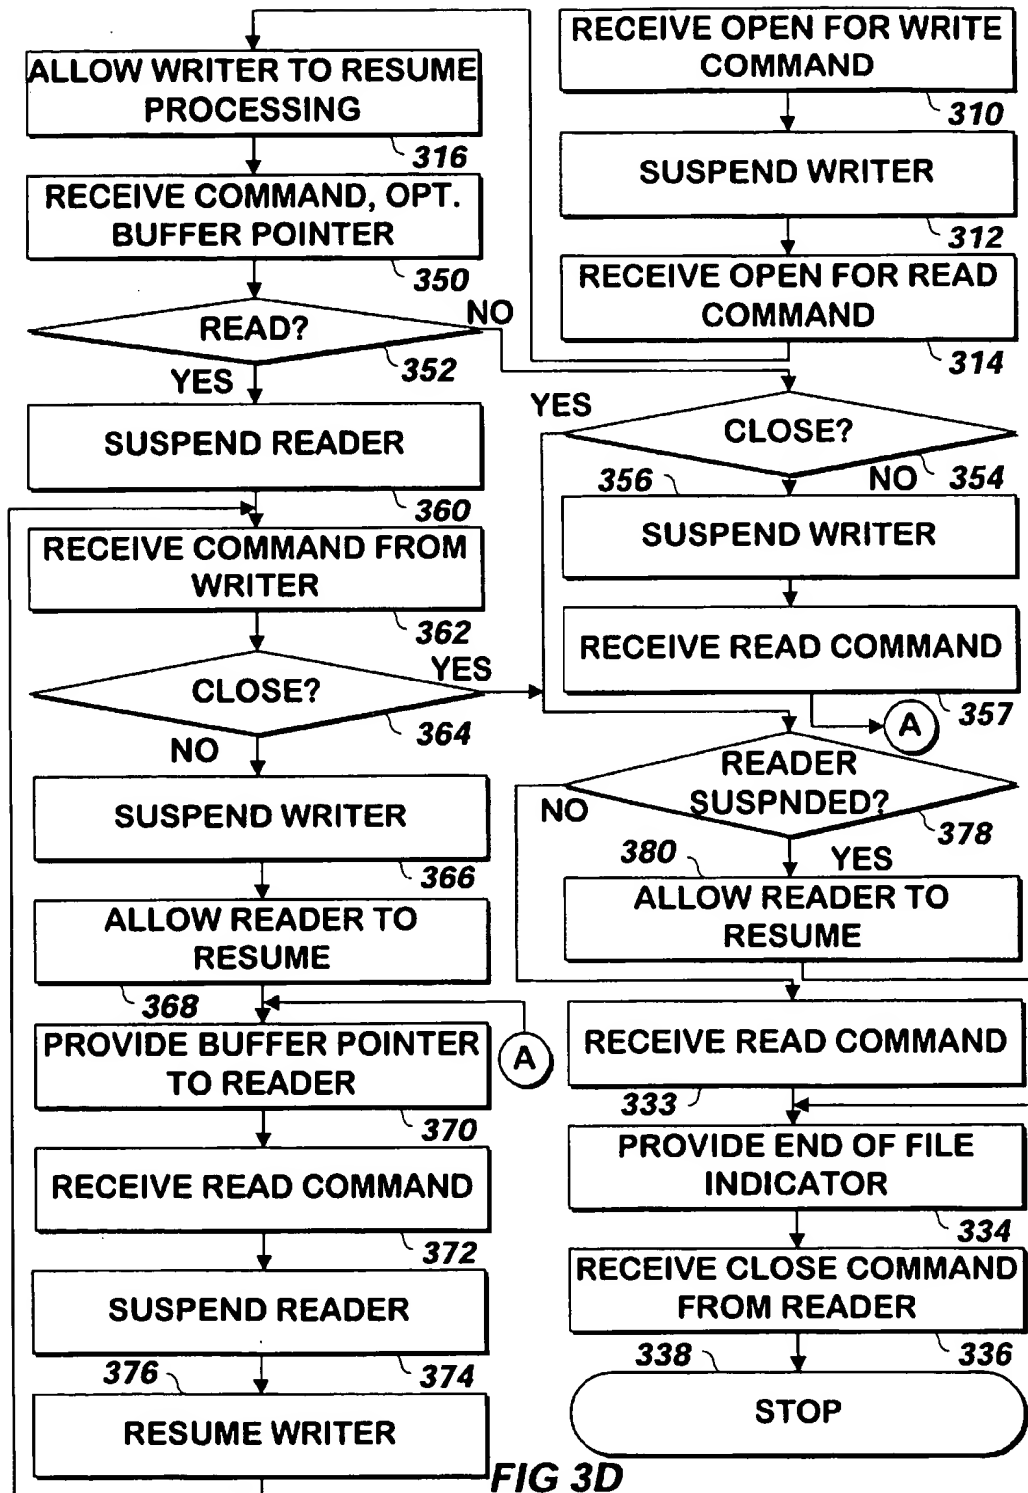 RECEIVE OPEN FOR WRITE
COMMAND
310
SUSPEND WRITER
312
RECEIVE OPEN FOR READ
COMMAND
314
ALLOW WRITER TO RESUME
PROCESSING
316
RECEIVE COMMAND, OPT.
BUFFER POINTER
350
READ?
NO
352
YES
SUSPEND READER
360
RECEIVE COMMAND FROM
WRITER
362
CLOSE?
YES
364
NO
SUSPEND WRITER
366
ALLOW READER TO
RESUME
368
PROVIDE BUFFER POINTER
TO READER
A
370
RECEIVE READ COMMAND
372
SUSPEND READER
374
376
RESUME WRITER
YES
CLOSE?
354
NO
356
SUSPEND WRITER
RECEIVE READ COMMAND
357
A
READER
SUSPNDED?
NO
378
YES
380
ALLOW READER TO
RESUME
RECEIVE READ COMMAND
333
PROVIDE END OF FILE
INDICATOR
334
RECEIVE CLOSE COMMAND
FROM READER
336
338
STOP
FIG 3D